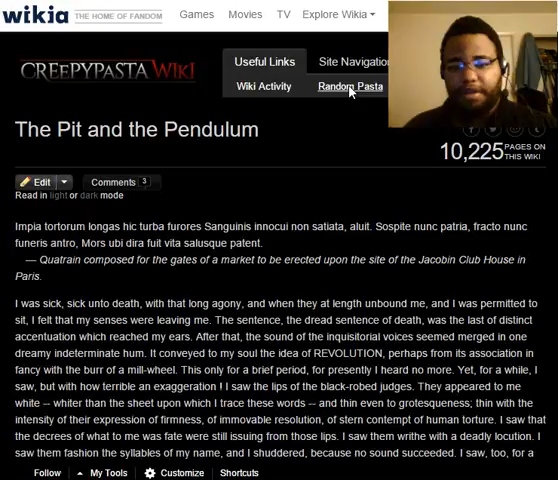 wikia THE HOME OF FANDOM Games Movies TV Explore Wikia
CREEPYPASTA WIKI
Useful Links Site Navigation
Wiki Activity Random Pasta
The Pit and the Pendulum
10,225 PAGES ON THIS WIKI
Edit Comments 3
Read in light or dark mode
Impia tortorum longas hic turba furores Sanguinis innocui non satiata, aluit. Sospite nunc patria, fracto nunc
funeris antro, Mors ubi dira fuit vita salusque patent.
— Quatrain composed for the gates of a market to be erected upon the site of the Jacobin Club House in
Paris.
I was sick, sick unto death, with that long agony, and when they at length unbound me, and I was permitted to
sit, I felt that my senses were leaving me. The sentence, the dread sentence of death, was the last of distinct
accentuation which reached my ears. After that, the sound of the inquisitorial voices seemed merged in one
dreamy indeterminate hum. It conveyed to my soul the idea of REVOLUTION, perhaps from its association in
fancy with the burr of a mill-wheel. This only for a brief period, for presently I heard no more. Yet, for a while, I
saw, but with how terrible an exaggeration ! I saw the lips of the black-robed judges. They appeared to me
white -- whiter than the sheet upon which I trace these words -- and thin even to grotesqueness; thin with the
intensity of their expression of firmness, of immovable resolution, of stern contempt of human torture. I saw that
the decrees of what to me was fate were still issuing from those lips. I saw them writhe with a deadly locution. I
saw them fashion the syllables of my name, and I shuddered, because no sound succeeded. I saw, too, for a
Follow My Tools Customize Shortcuts